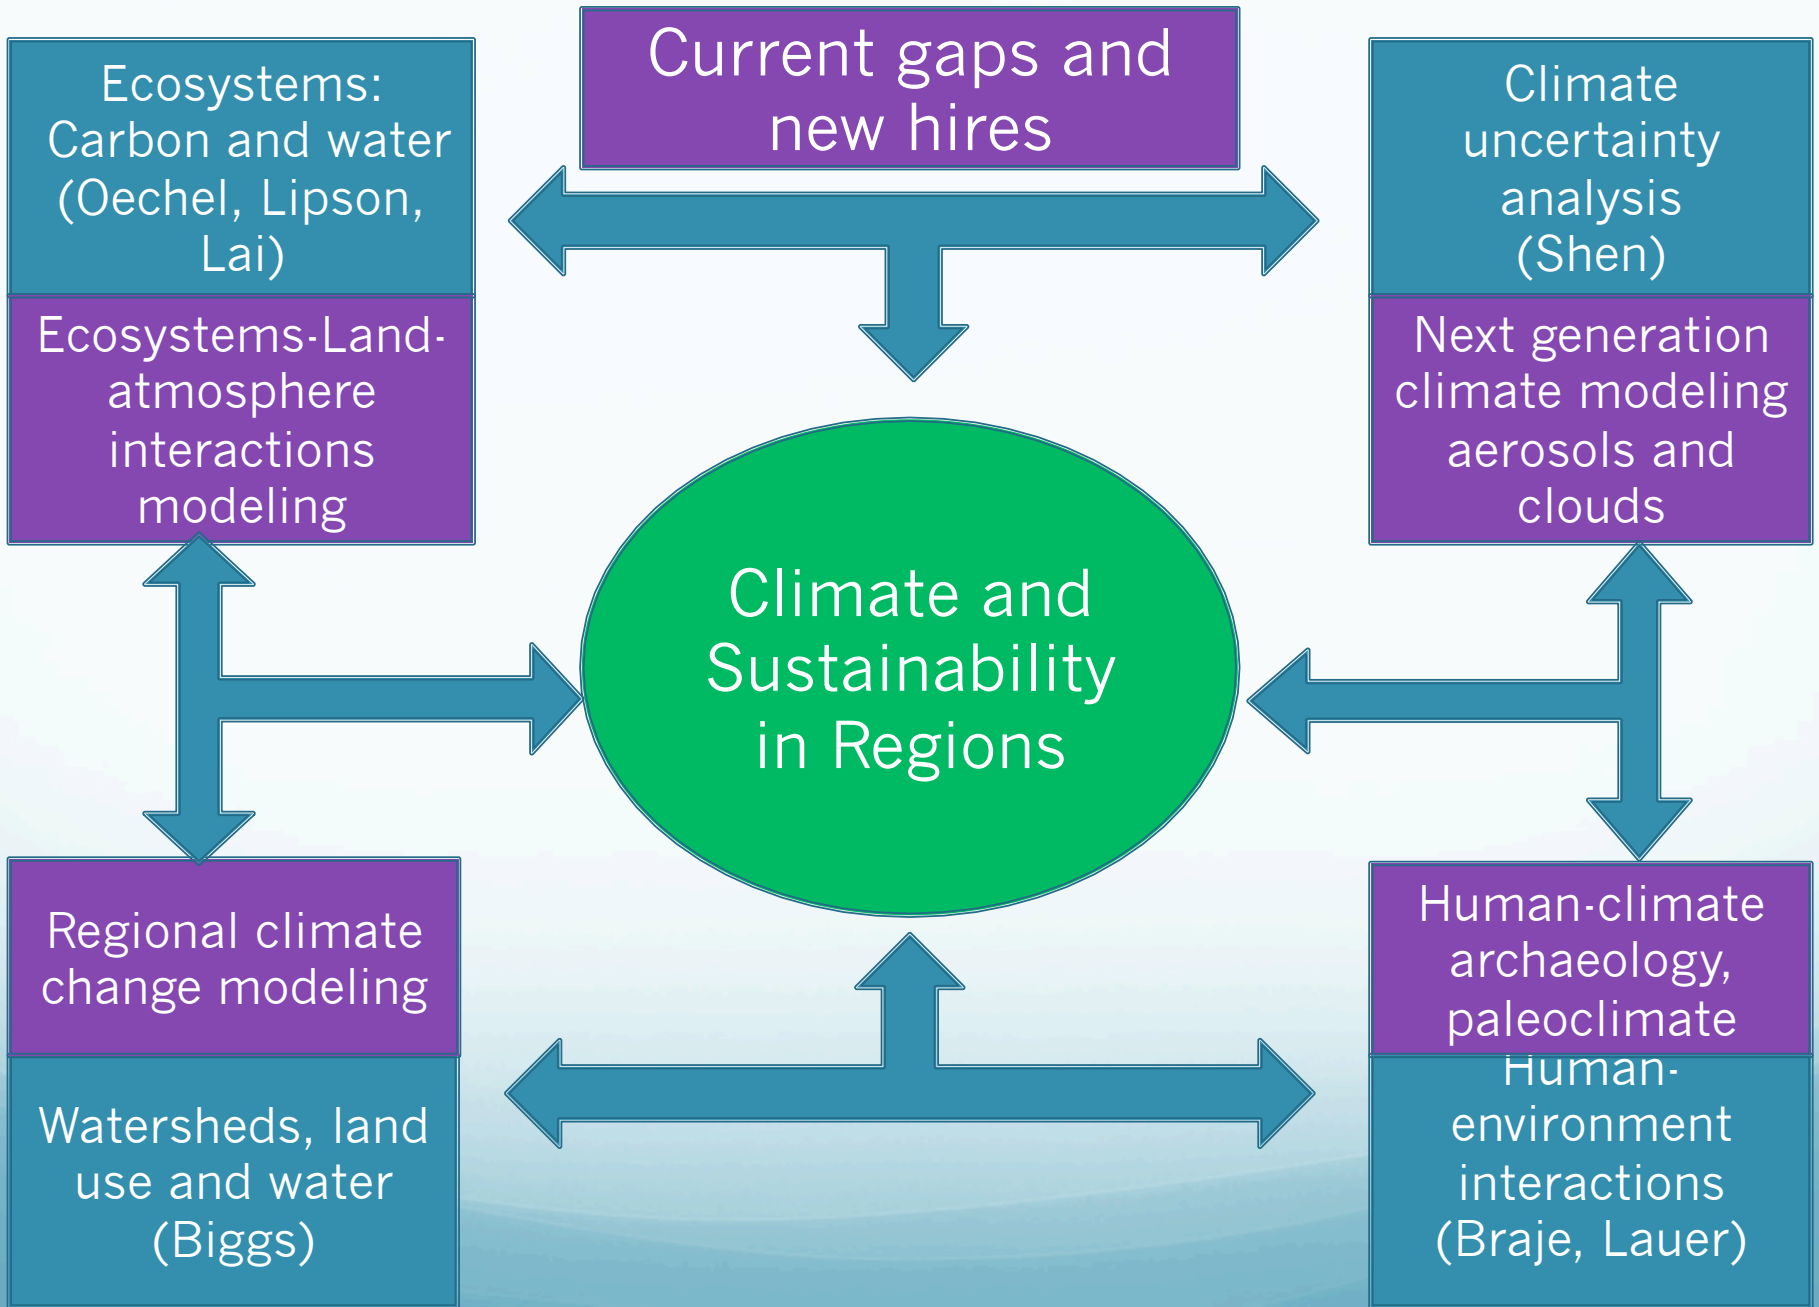 Current gaps and
new hires
Ecosystems:
Carbon and water
(Oechel, Lipson,
Lai)
Ecosystems-Land-
atmosphere
interactions
modeling
Climate
uncertainty
analysis
(Shen)
Next generation
climate modeling
aerosols and
clouds
Climate and
Sustainability
in Regions
Regional climate
change modeling
Watersheds, land
use and water
(Biggs)
Human-climate
archaeology,
paleoclimate
Human-
environment
interactions
(Braje, Lauer)